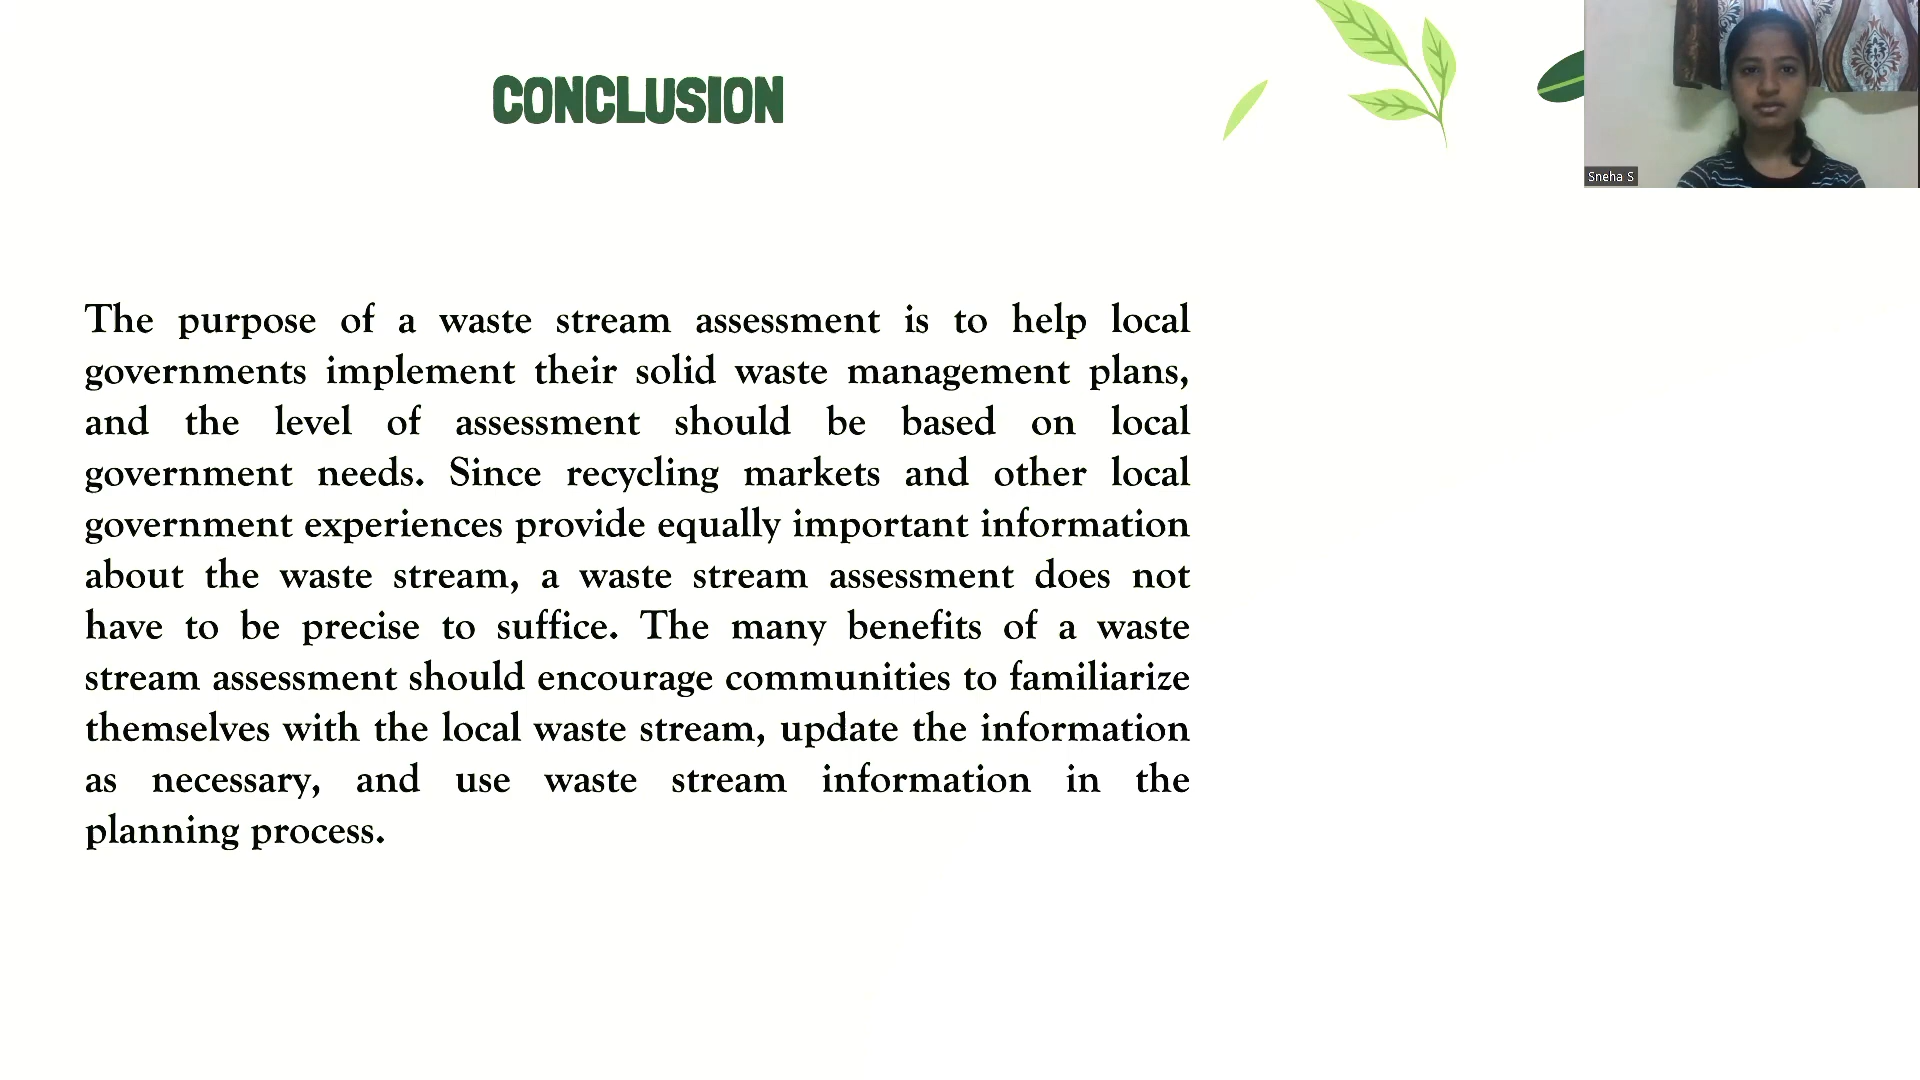 CONCLUSION
Sneha S
The purpose of a waste stream assessment is to help local
governments implement their solid waste management plans,
and the level of assessment should be based on local
government needs. Since recycling markets and other local
government experiences provide equally important information
about the waste stream, a waste stream assessment does not
have to be precise to suffice. The many benefits of a waste
stream assessment should encourage communities to familiarize
themselves with the local waste stream, update the information
as necessary, and use waste stream information in the
planning process.